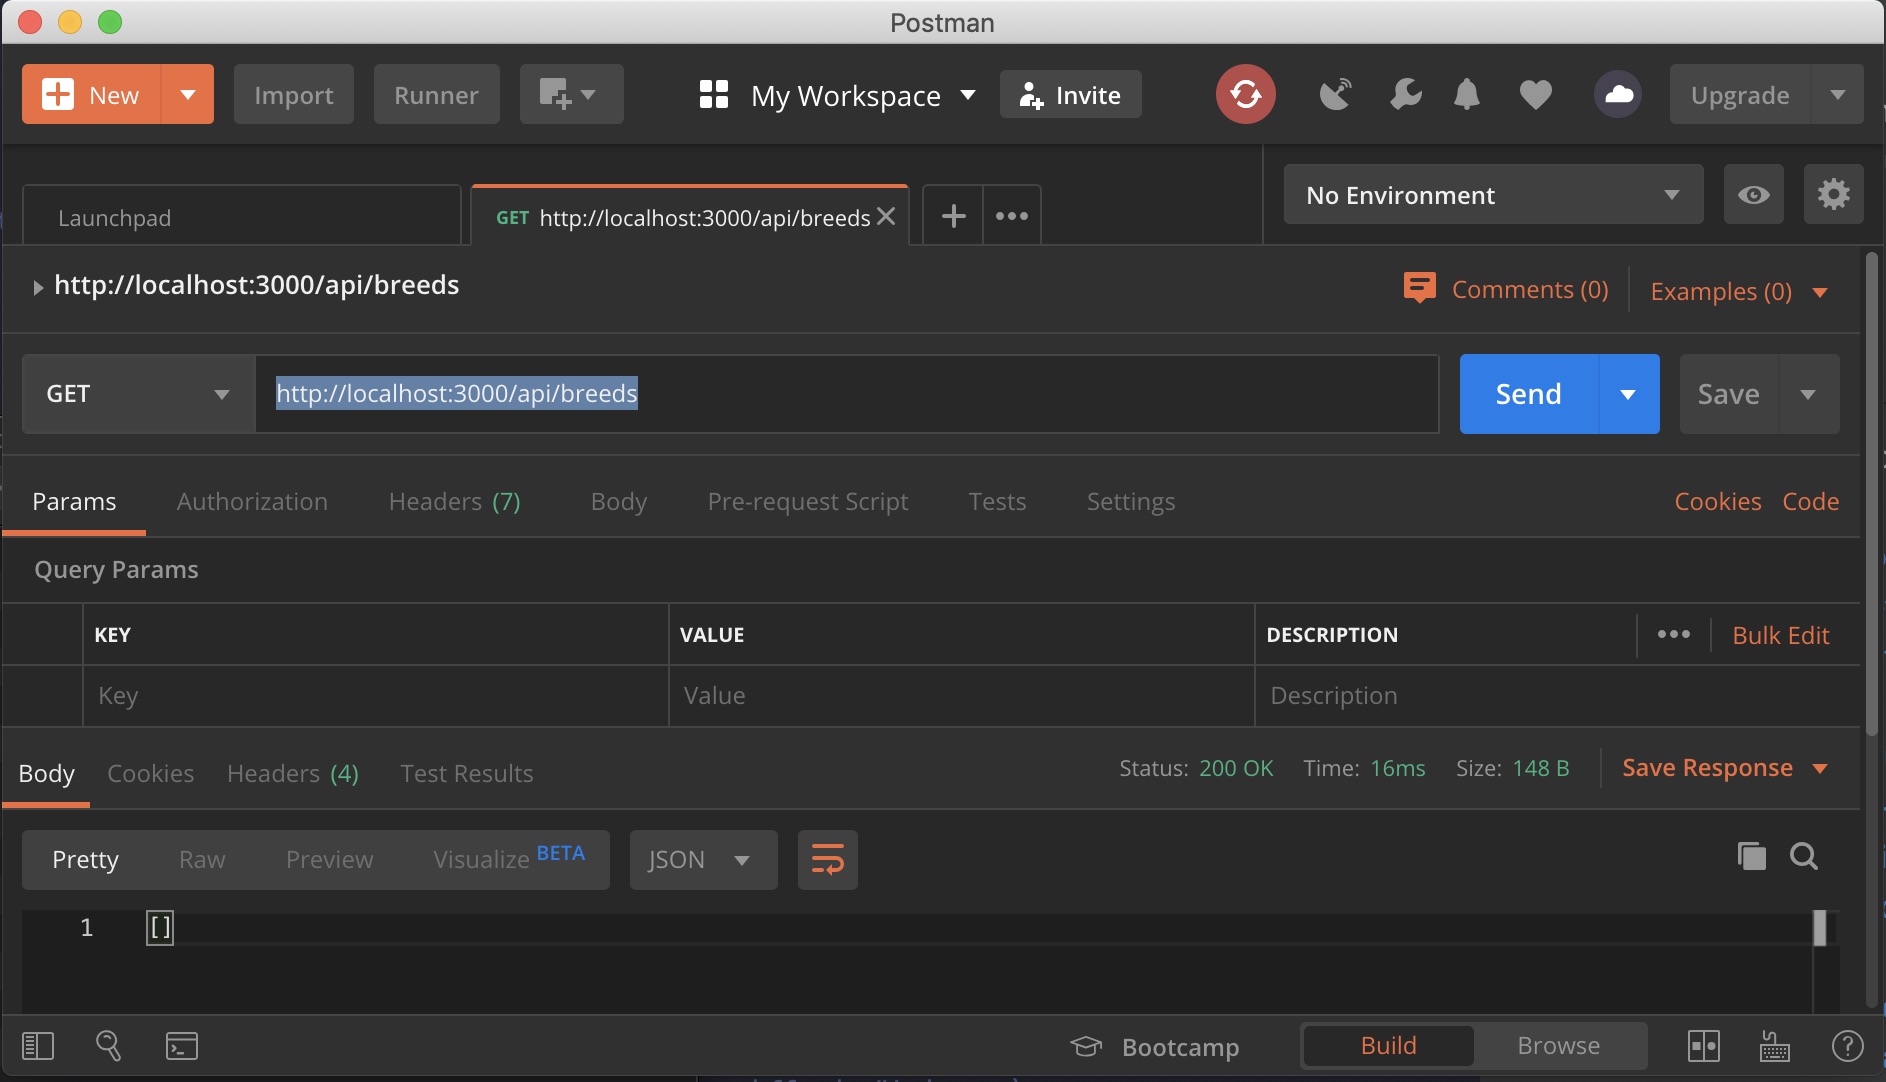 Postman
New
Import
Runner
My Workspace
Invite
Upgrade
Launchpad
GET http://localhost:3000/api/breeds
No Environment
http://localhost:3000/api/breeds
Comments (0)
Examples (0)
GET
http://localhost:3000/api/breeds
Send
Save
Params
Authorization
Headers (7)
Body
Pre-request Script
Tests
Settings
Cookies
Code
Query Params
KEY
VALUE
DESCRIPTION
Bulk Edit
Key
Value
Description
Body
Cookies
Headers (4)
Test Results
Status: 200 OK
Time: 16ms
Size: 148 B
Save Response
Pretty
Raw
Preview
Visualize BETA
JSON
1 []
Bootcamp
Build
Browse